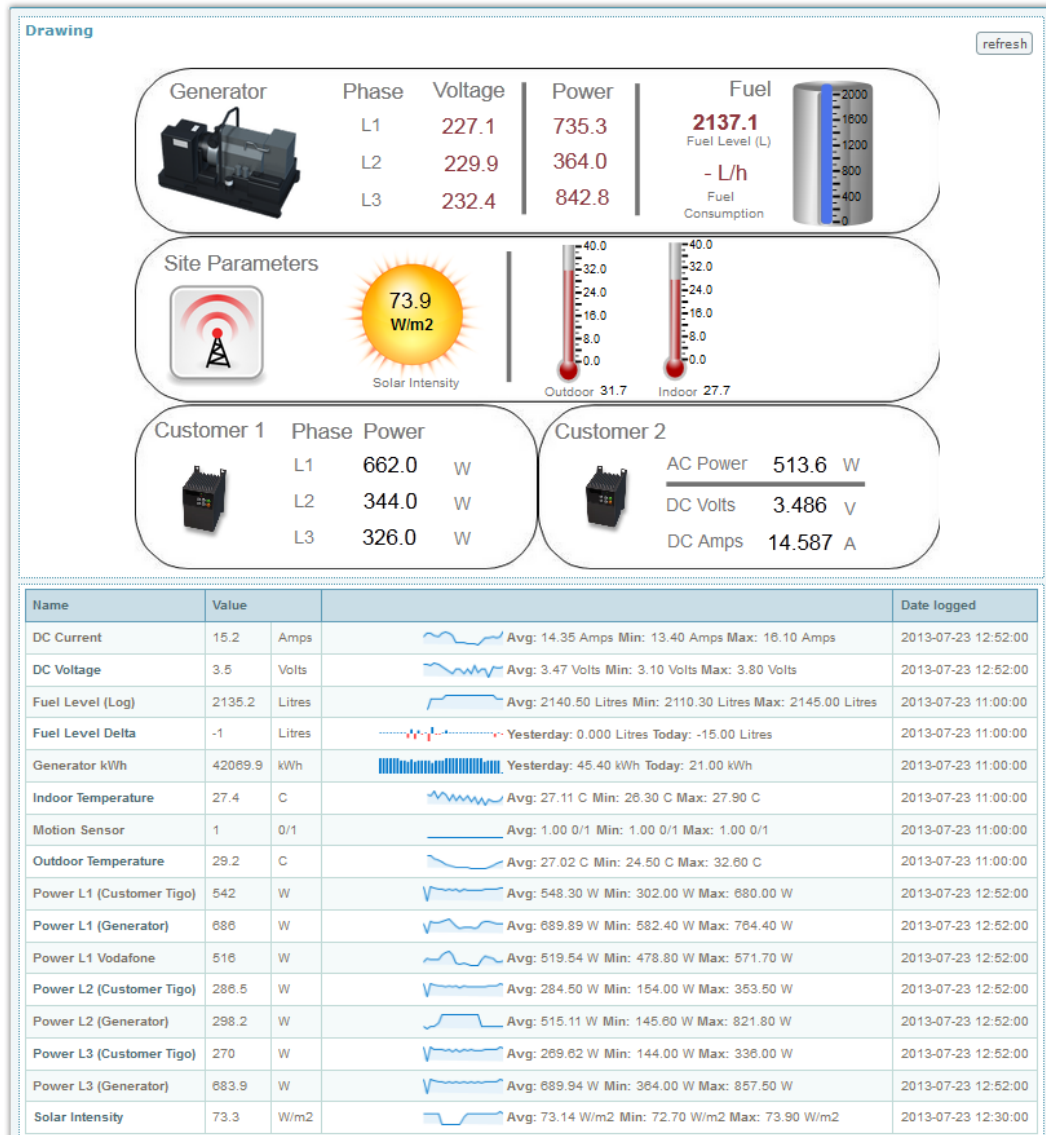 Drawing
refresh
Generator Phase Voltage Power Fuel
L1 227.1 735.3 2137.1
Fuel Level (L)
L2 229.9 364.0 - L/h
L3 232.4 842.8 Fuel
Consumption
2000
1600
1200
800
400
0
Site Parameters
73.9
W/m2
Solar Intensity
40.0
32.0
24.0
16.0
8.0
0.0
Outdoor 31.7
40.0
32.0
24.0
16.0
8.0
0.0
Indoor 27.7
Customer 1 Phase Power
L1 662.0 W
L2 344.0 W
L3 326.0 W
Customer 2
AC Power 513.6 W
DC Volts 3.486 V
DC Amps 14.587 A
Name Value Date logged
DC Current 15.2 Amps Avg: 14.35 Amps Min: 13.40 Amps Max: 16.10 Amps 2013-07-23 12:52:00
DC Voltage 3.5 Volts Avg: 3.47 Volts Min: 3.10 Volts Max: 3.80 Volts 2013-07-23 12:52:00
Fuel Level (Log) 2135.2 Litres Avg: 2140.50 Litres Min: 2110.30 Litres Max: 2145.00 Litres 2013-07-23 11:00:00
Fuel Level Delta -1 Litres Yesterday: 0.000 Litres Today: -15.00 Litres 2013-07-23 11:00:00
Generator kWh 42069.9 kWh Yesterday: 45.40 kWh Today: 21.00 kWh 2013-07-23 11:00:00
Indoor Temperature 27.4 C Avg: 27.11 C Min: 26.30 C Max: 27.90 C 2013-07-23 11:00:00
Motion Sensor 1 0/1 Avg: 1.00 0/1 Min: 1.00 0/1 Max: 1.00 0/1 2013-07-23 11:00:00
Outdoor Temperature 29.2 C Avg: 27.02 C Min: 24.50 C Max: 32.60 C 2013-07-23 11:00:00
Power L1 (Customer Tigo) 542 W Avg: 548.30 W Min: 302.00 W Max: 680.00 W 2013-07-23 12:52:00
Power L1 (Generator) 686 W Avg: 689.89 W Min: 582.40 W Max: 764.40 W 2013-07-23 12:52:00
Power L1 Vodafone 516 W Avg: 519.54 W Min: 478.80 W Max: 571.70 W 2013-07-23 12:52:00
Power L2 (Customer Tigo) 286.5 W Avg: 284.50 W Min: 154.00 W Max: 353.50 W 2013-07-23 12:52:00
Power L2 (Generator) 298.2 W Avg: 515.11 W Min: 145.60 W Max: 821.80 W 2013-07-23 12:52:00
Power L3 (Customer Tigo) 270 W Avg: 269.62 W Min: 144.00 W Max: 336.00 W 2013-07-23 12:52:00
Power L3 (Generator) 683.9 W Avg: 689.94 W Min: 364.00 W Max: 857.50 W 2013-07-23 12:52:00
Solar Intensity 73.3 W/m2 Avg: 73.14 W/m2 Min: 72.70 W/m2 Max: 73.90 W/m2 2013-07-23 12:30:00